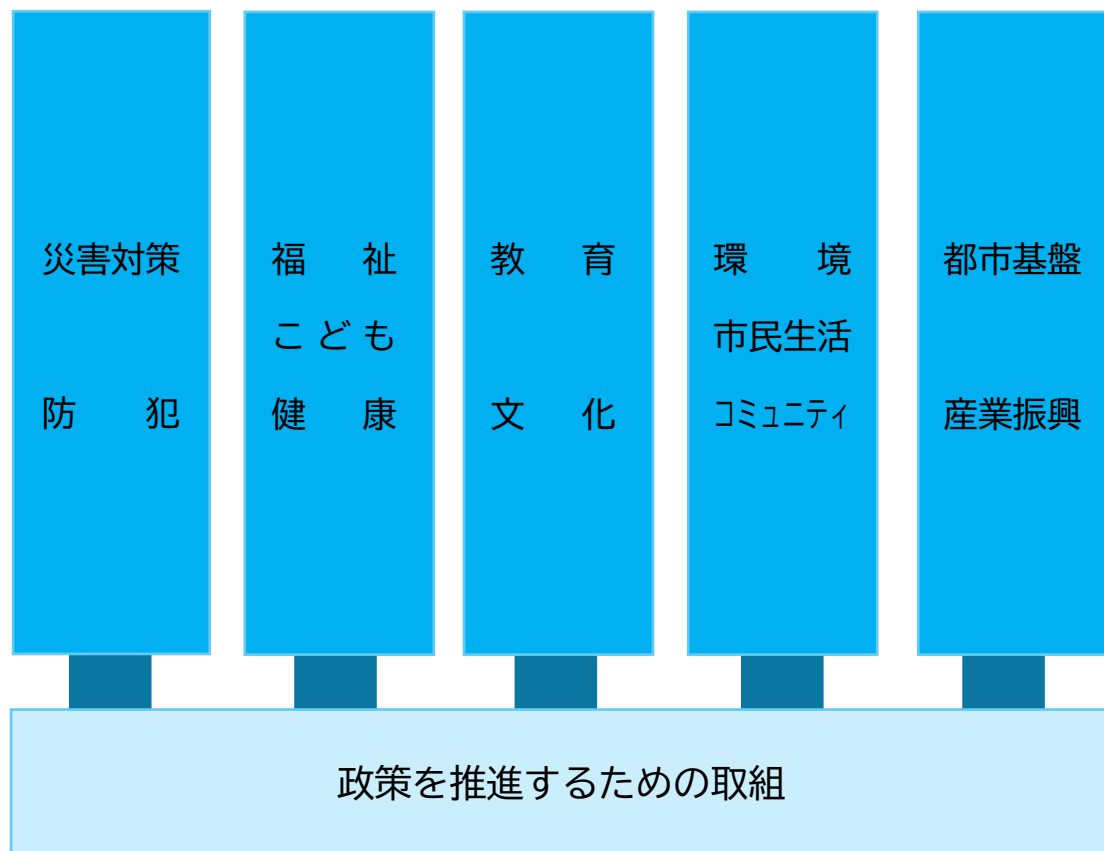 災害対策
防犯
福祉
こども
健康
教育
文化
環境
市民生活
コミュニティ
都市基盤
産業振興
政策を推進するための取組